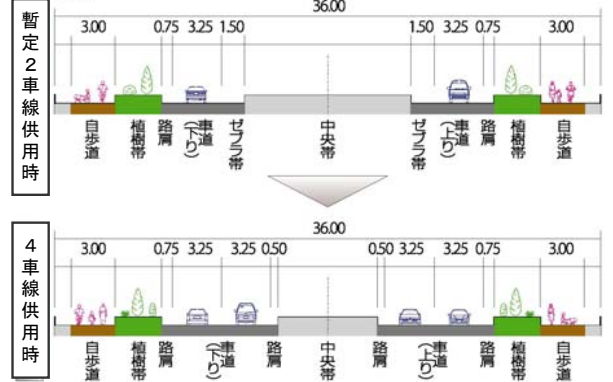 暫定2車線供用時
36.00
3.00 0.75 3.25 1.50 1.50 3.25 0.75 3.00
自歩道 植樹帯 路肩 車道(下り) ゼブラ帯 中央帯 ゼブラ帯 車道(上り) 路肩 植樹帯 自歩道
4車線供用時
36.00
3.00 0.75 3.25 3.25 0.50 0.50 3.25 3.25 0.75 3.00
自歩道 植樹帯 路肩 車道(下り) 路肩 中央帯 路肩 車道(上り) 路肩 植樹帯 自歩道